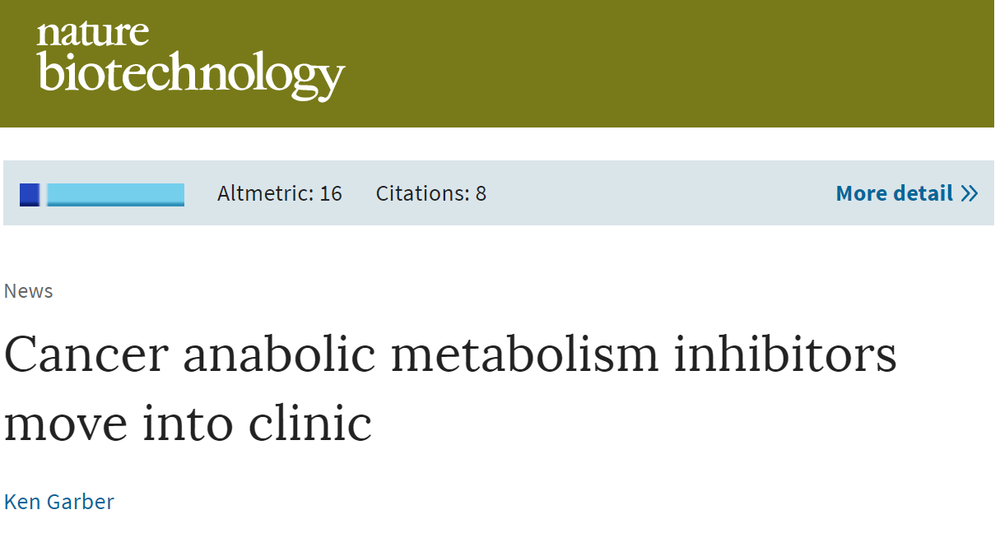 nature
biotechnology
Altmetric: 16 Citations: 8 More detail »
News
Cancer anabolic metabolism inhibitors
move into clinic
Ken Garber